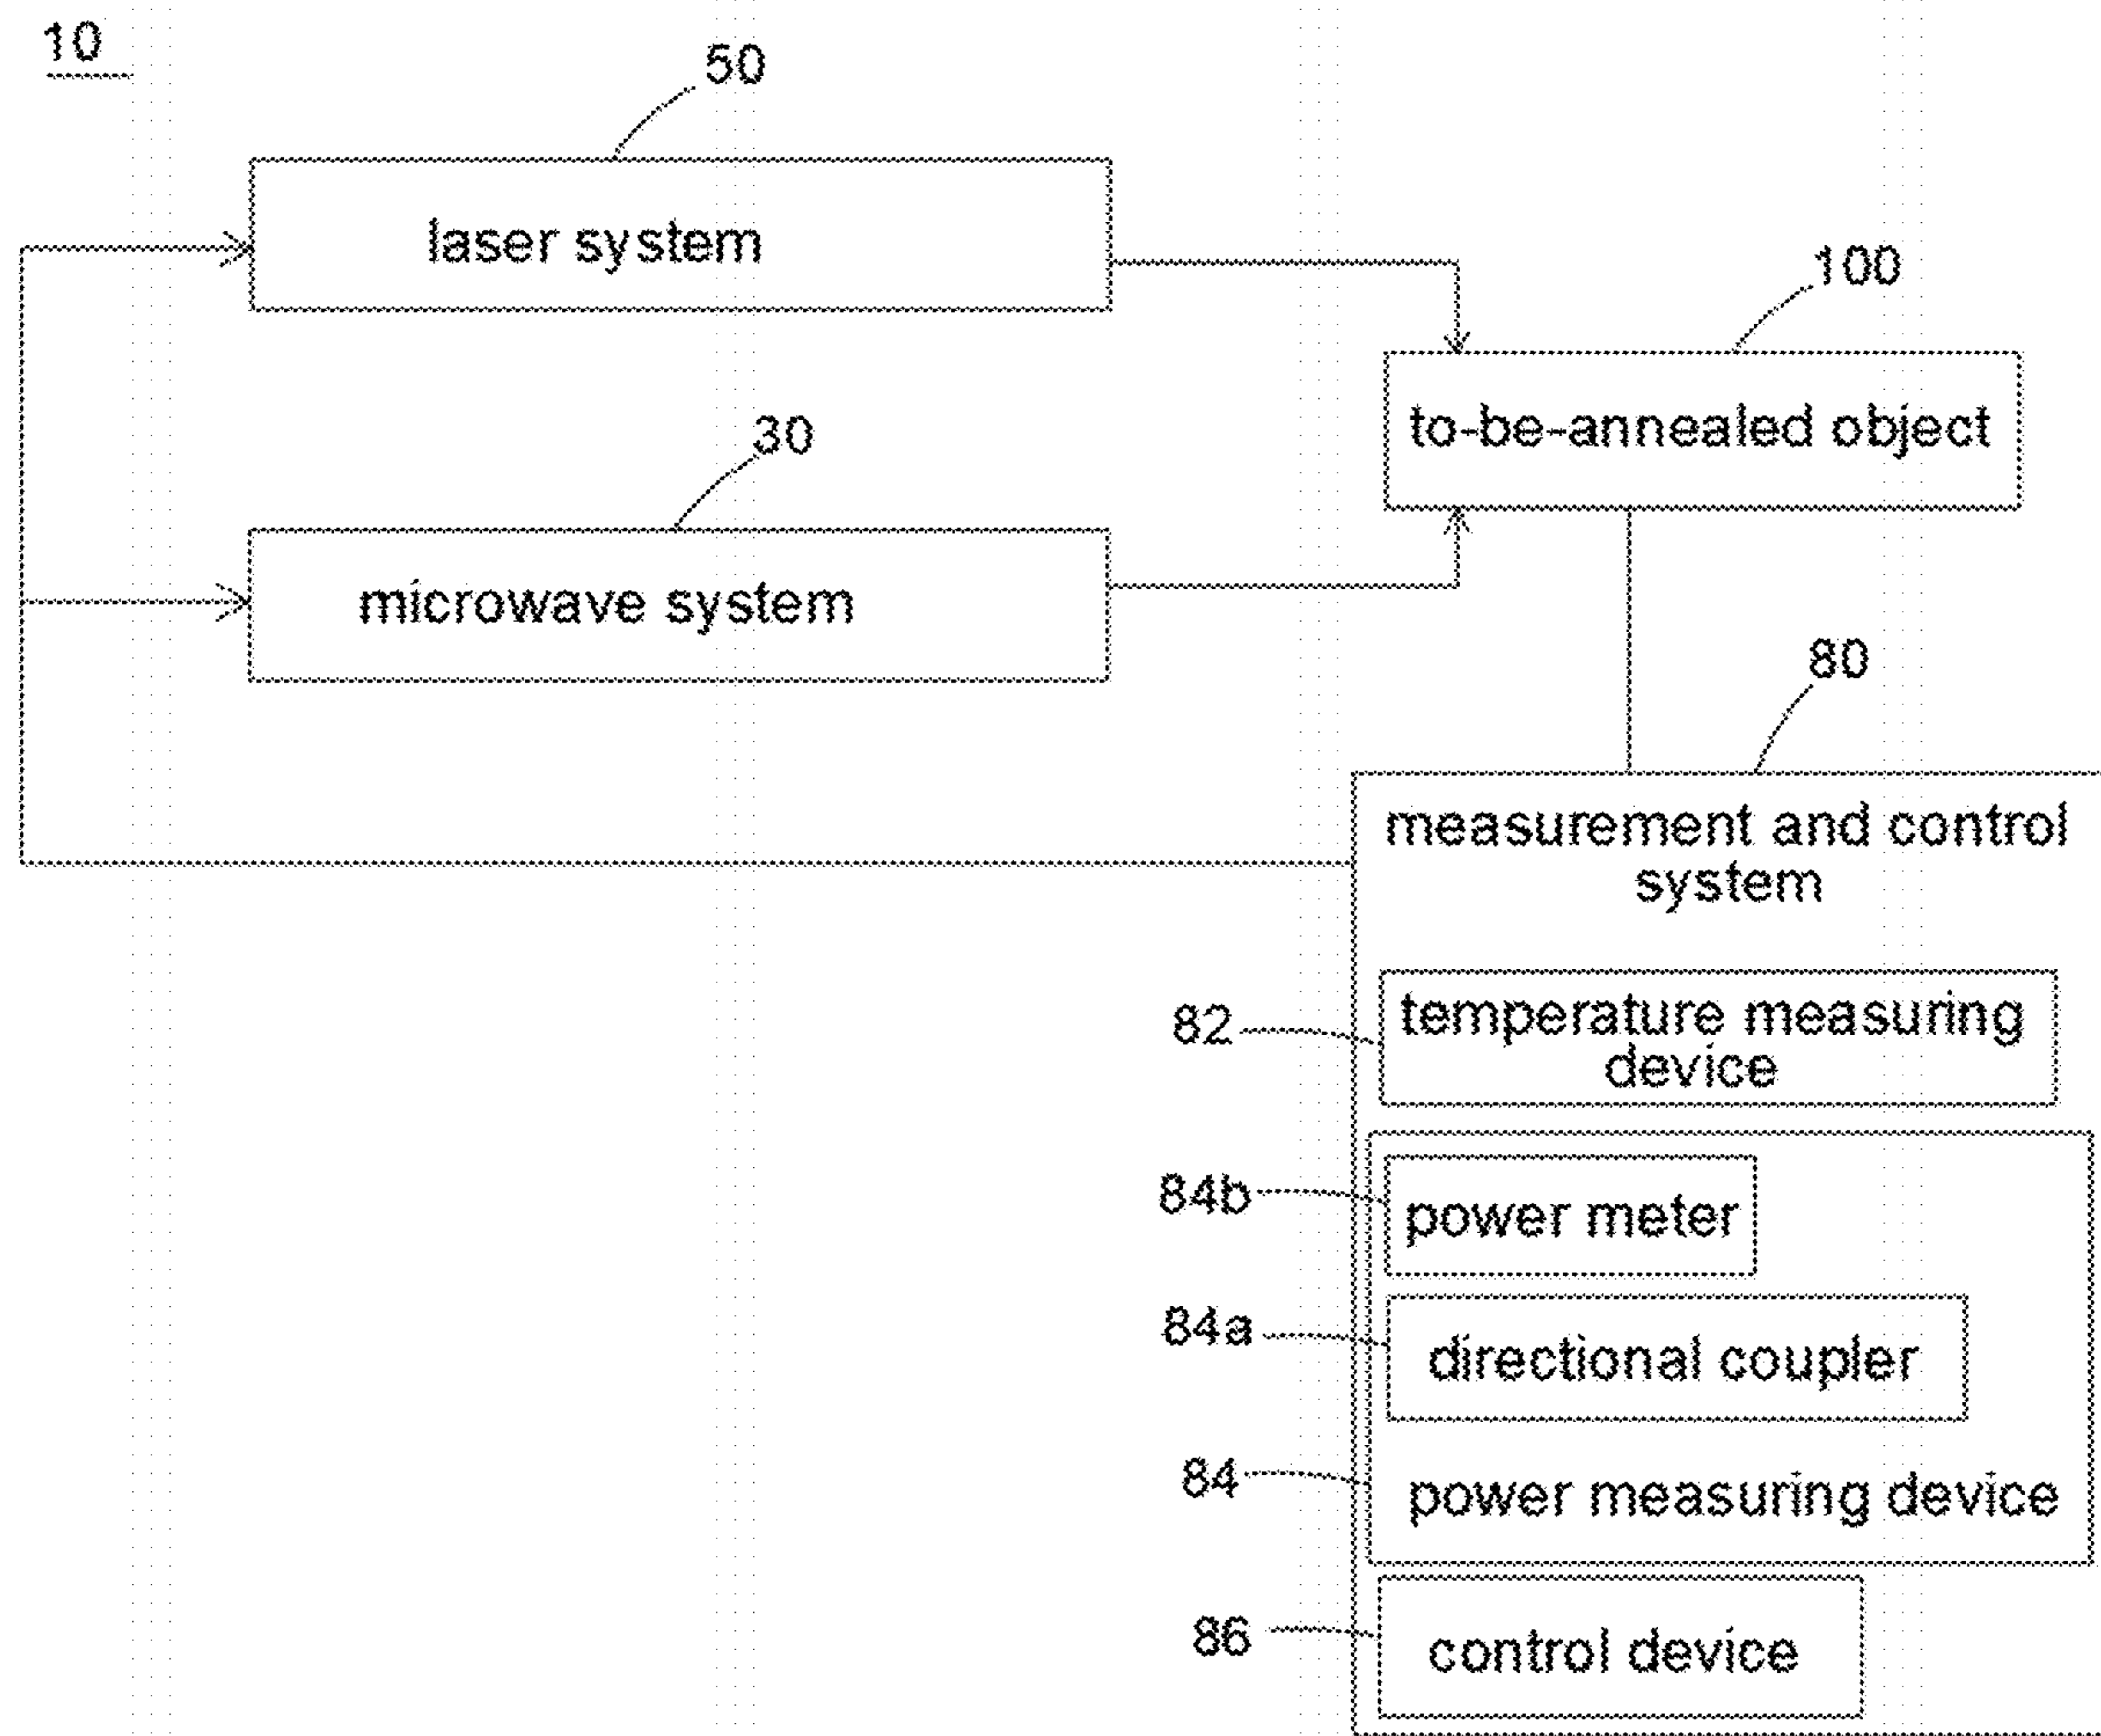 10
50
laser system
100
to-be-annealed object
30
microwave system
80
measurement and control
system
82
temperature measuring
device
84b
power meter
84a
directional coupler
84
power measuring device
86
control device